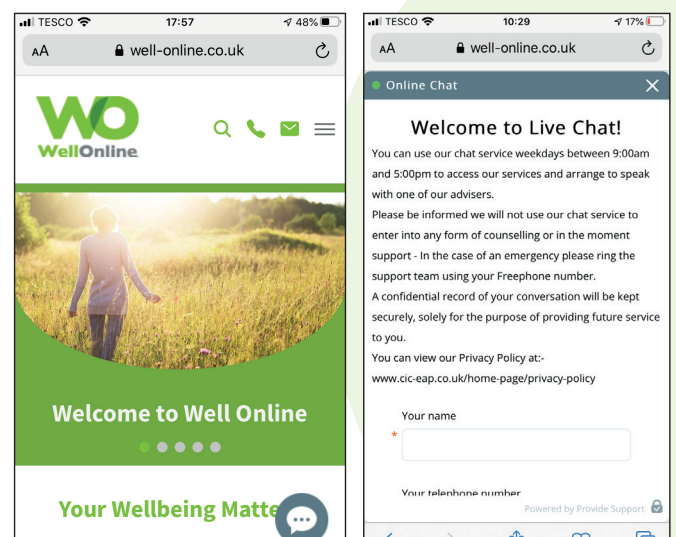 TESCO
17:57
48%
AA
well-online.co.uk
WO
WellOnline
Welcome to Well Online
Your Wellbeing Matte
TESCO
10:29
17%
AA
well-online.co.uk
Online Chat
Welcome to Live Chat!
You can use our chat service weekdays between 9:00am
and 5:00pm to access our services and arrange to speak
with one of our advisers.
Please be informed we will not use our chat service to
enter into any form of counselling or in the moment
support - In the case of an emergency please ring the
support team using your Freephone number.
A confidential record of your conversation will be kept
securely, solely for the purpose of providing future service
to you.
You can view our Privacy Policy at:-
www.cic-eap.co.uk/home-page/privacy-policy
Your name
*
Your telephone number
Powered by Provide Support